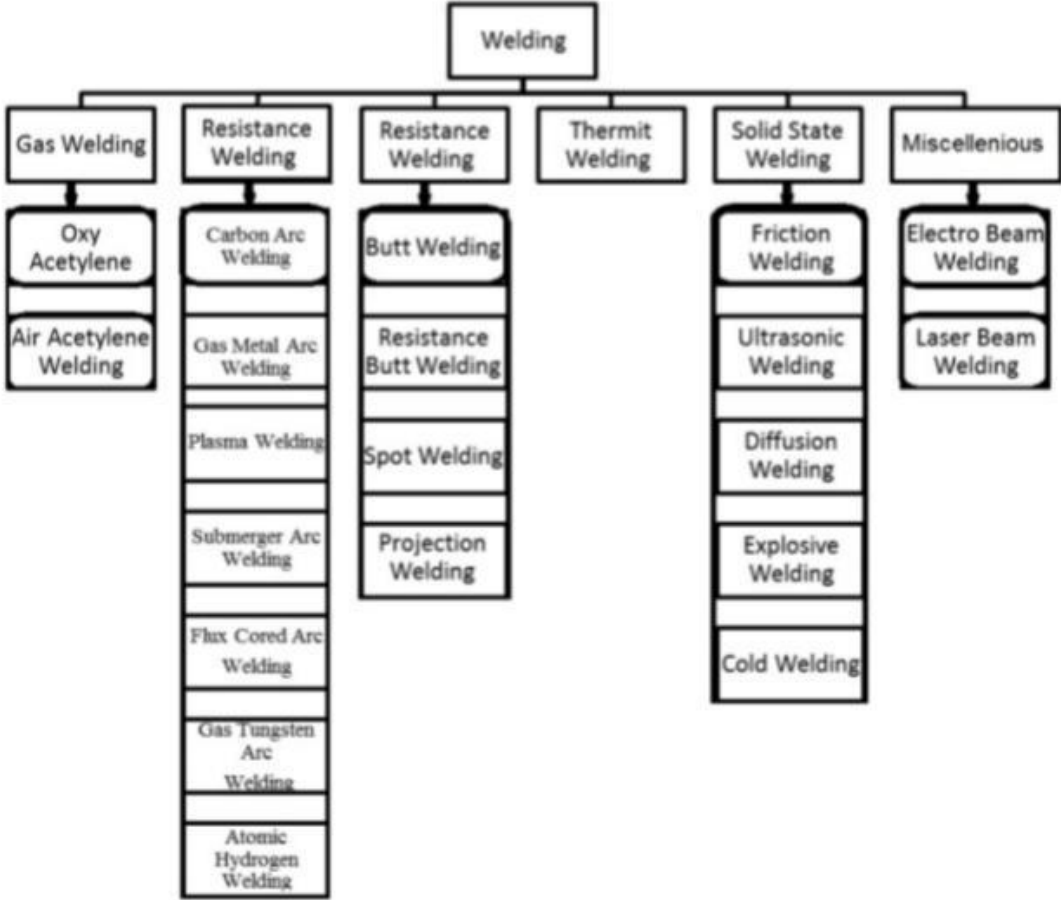 Welding
Gas Welding
Resistance
Welding
Resistance
Welding
Thermit
Welding
Solid State
Welding
Miscellenious
Oxy
Acetylene
Air Acetylene
Welding
Carbon Arc
Welding
Gas Metal Arc
Welding
Plasma Welding
Submerger Arc
Welding
Flux Cored Arc
Welding
Gas Tungsten
Arc
Welding
Atomic
Hydrogen
Welding
Butt Welding
Resistance
Butt Welding
Spot Welding
Projection
Welding
Friction
Welding
Ultrasonic
Welding
Diffusion
Welding
Explosive
Welding
Cold Welding
Electro Beam
Welding
Laser Beam
Welding